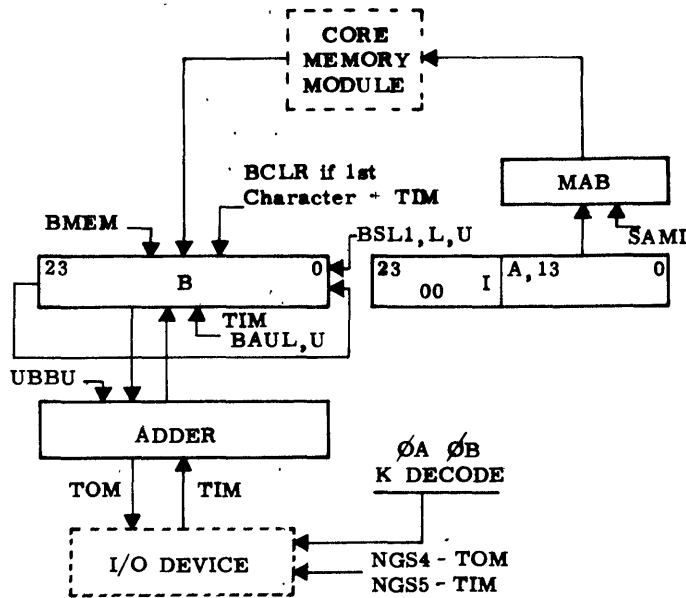 CORE
MEMORY
MODULE
BCLR if 1st
Character - TIM
MAB
BMEM
SAMI
BSL1, L, U
23 B 0
23 00 I A, 13 0
TIM
BAUL, U
UBBU
ADDER
ØA ØB
K DECODE
TOM TIM
I/O DEVICE
NGS4 - TOM
NGS5 - TIM